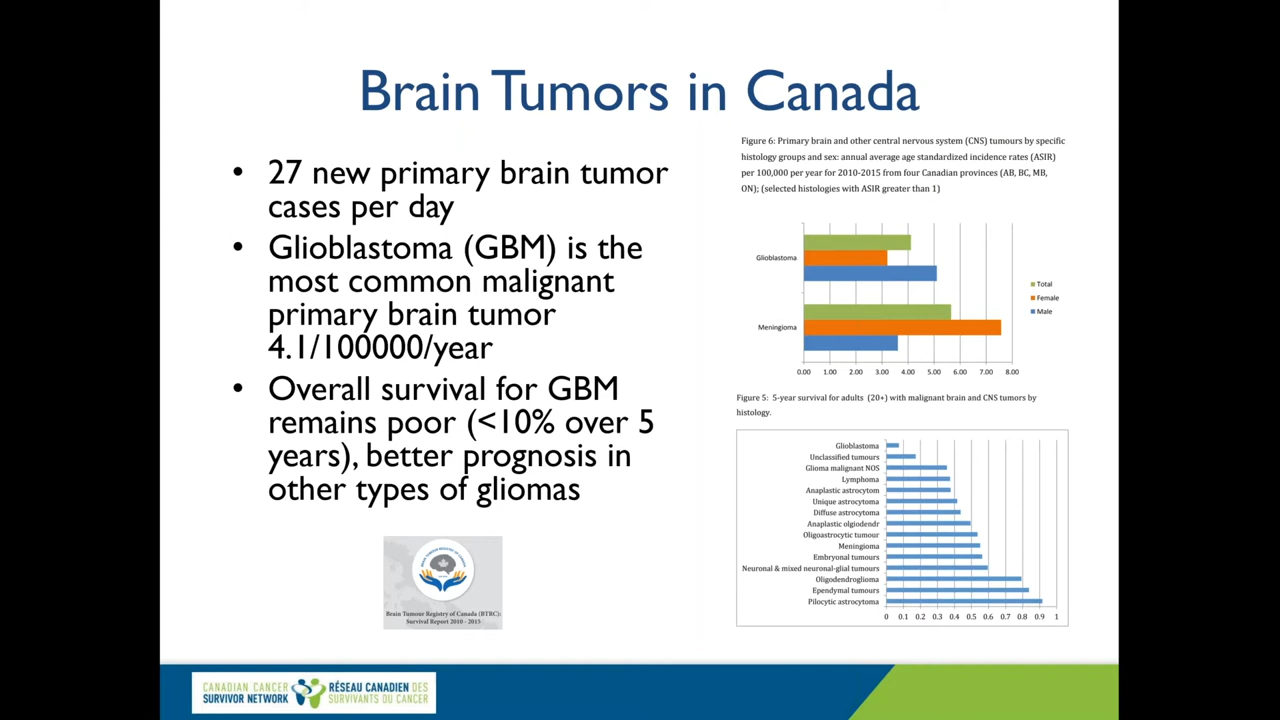 Brain Tumors in Canada
• 27 new primary brain tumor
cases per day
• Glioblastoma (GBM) is the
most common malignant
primary brain tumor
4.1/100000/year
• Overall survival for GBM
remains poor (<10% over 5
years), better prognosis in
other types of gliomas
Brain Tumour Registry of Canada (BTRC):
Survival Report 2010 - 2015
Figure 6: Primary brain and other central nervous system (CNS) tumours by specific
histology groups and sex: annual average age standardized incidence rates (ASIR)
per 100,000 per year for 2010-2015 from four Canadian provinces (AB, BC, MB,
ON); (selected histologies with ASIR greater than 1)
Glioblastoma
Meningioma
0.00 1.00 2.00 3.00 4.00 5.00 6.00 7.00 8.00
Total
Female
Male
Figure 5: 5-year survival for adults (20+) with malignant brain and CNS tumors by
histology.
Glioblastoma
Unclassified tumours
Glioma malignant NOS
Lymphoma
Anaplastic astrocytom
Unique astrocytoma
Diffuse astrocytoma
Anaplastic olgiodendr
Oligoastrocytic tumour
Meningioma
Embryonal tumours
Neuronal & mixed neuronal-glial tumours
Oligodendroglioma
Ependymal tumours
Pilocytic astrocytoma
0 0.1 0.2 0.3 0.4 0.5 0.6 0.7 0.8 0.9 1
CANADIAN CANCER
SURVIVOR NETWORK
RÉSEAU CANADIEN DES
SURVIVANTS DU CANCER